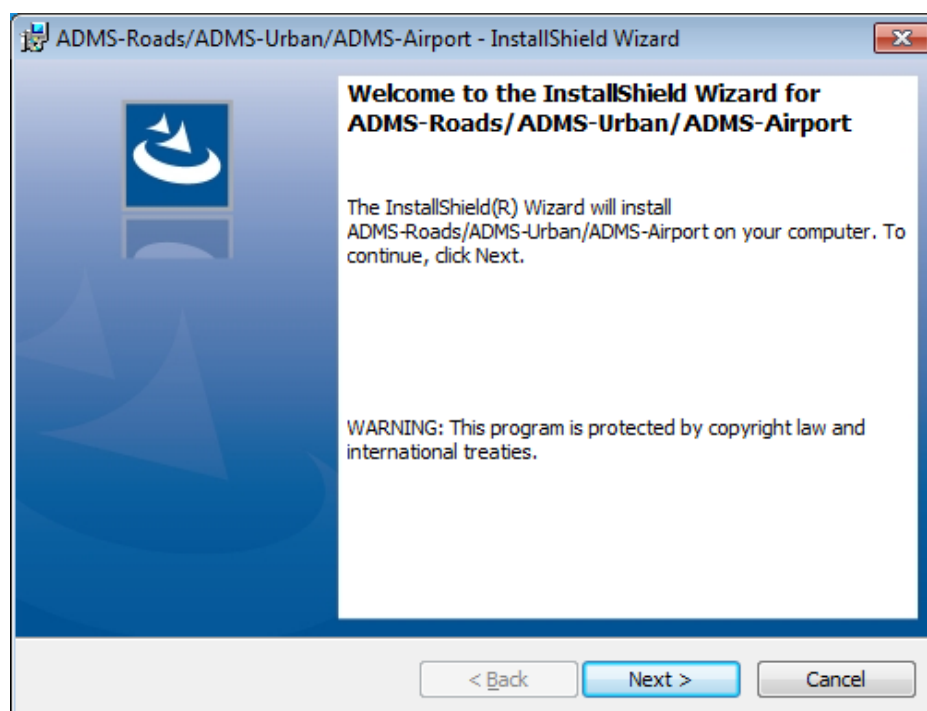 ADMS-Roads/ADMS-Urban/ADMS-Airport - InstallShield Wizard
Welcome to the InstallShield Wizard for
ADMS-Roads/ADMS-Urban/ADMS-Airport
The InstallShield(R) Wizard will install
ADMS-Roads/ADMS-Urban/ADMS-Airport on your computer. To
continue, click Next.
WARNING: This program is protected by copyright law and
international treaties.
< Back Next > Cancel